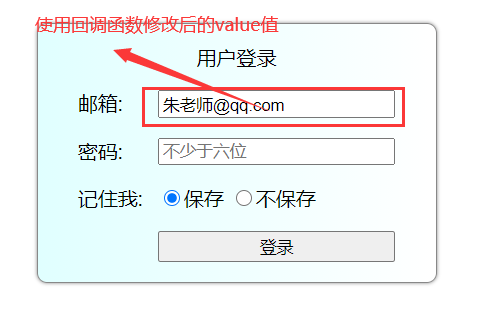 使用回调函数修改后的value值
用户登录
邮箱: 朱老师@qq.com
密码: 不少于六位
记住我: 保存 不保存
登录